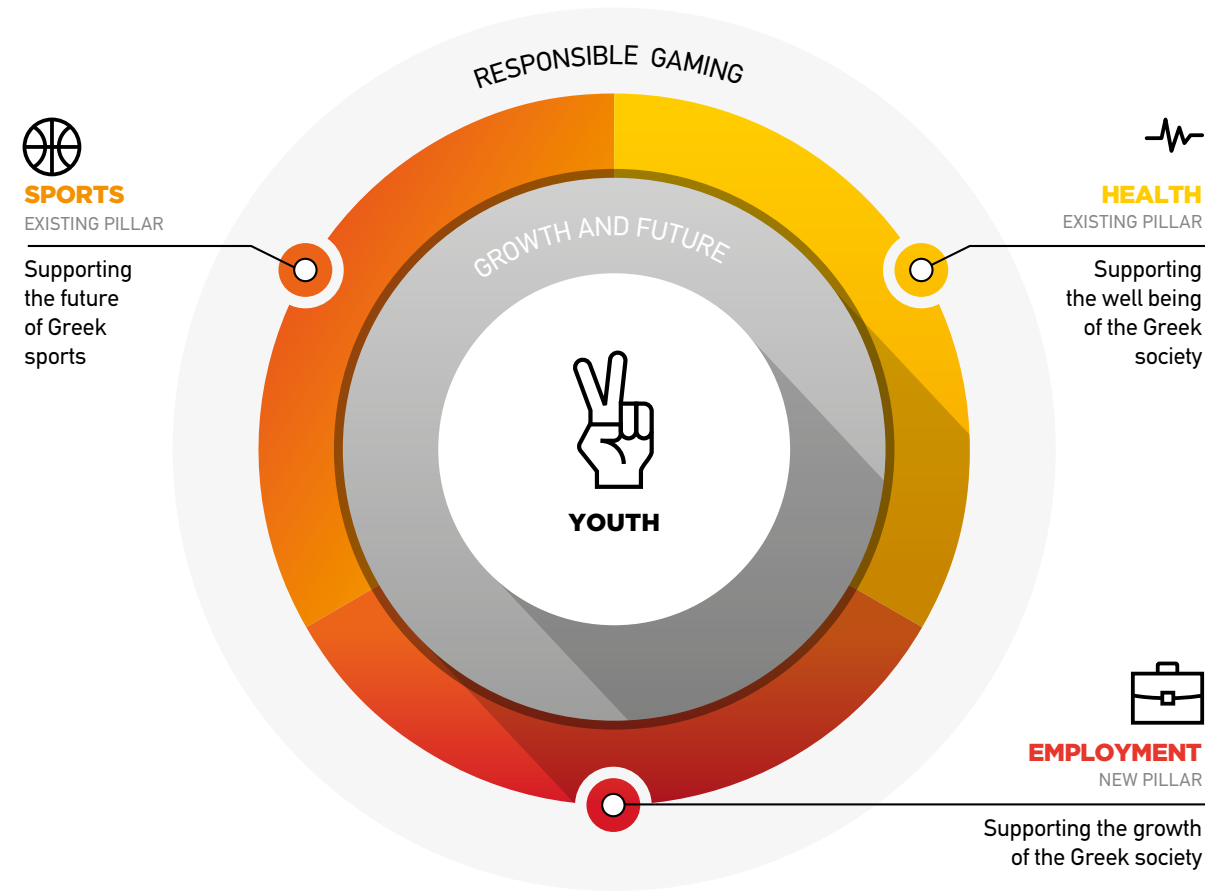 RESPONSIBLE GAMING
SPORTS
EXISTING PILLAR
Supporting
the future
of Greek
sports
HEALTH
EXISTING PILLAR
Supporting
the well being
of the Greek
society
GROWTH AND FUTURE
YOUTH
EMPLOYMENT
NEW PILLAR
Supporting the growth
of the Greek society